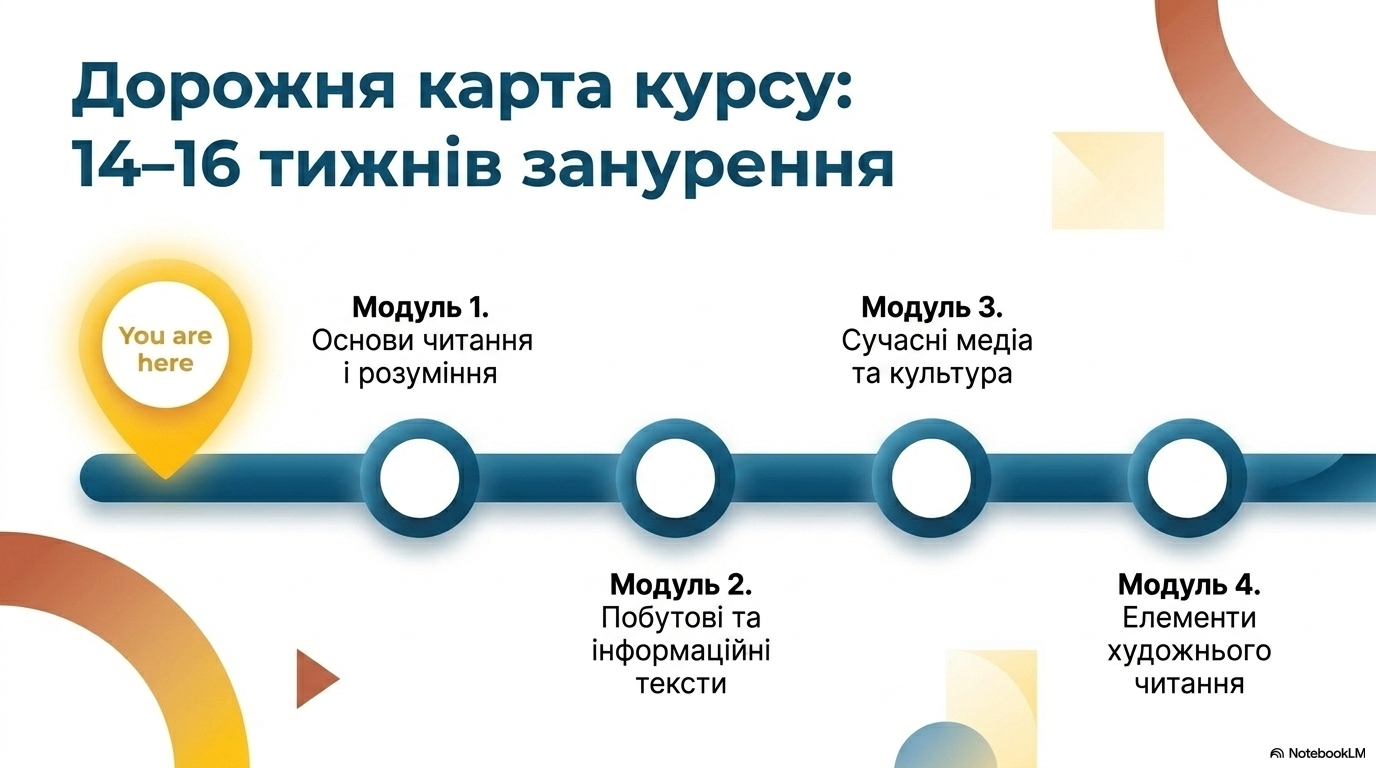 Дорожня карта курсу:
14–16 тижнів занурення
You are
here
Модуль 1.
Основи читання
і розуміння
Модуль 2.
Побутові та
інформаційні
тексти
Модуль 3.
Сучасні медіа
та культура
Модуль 4.
Елементи
художнього
читання
NotebookLM